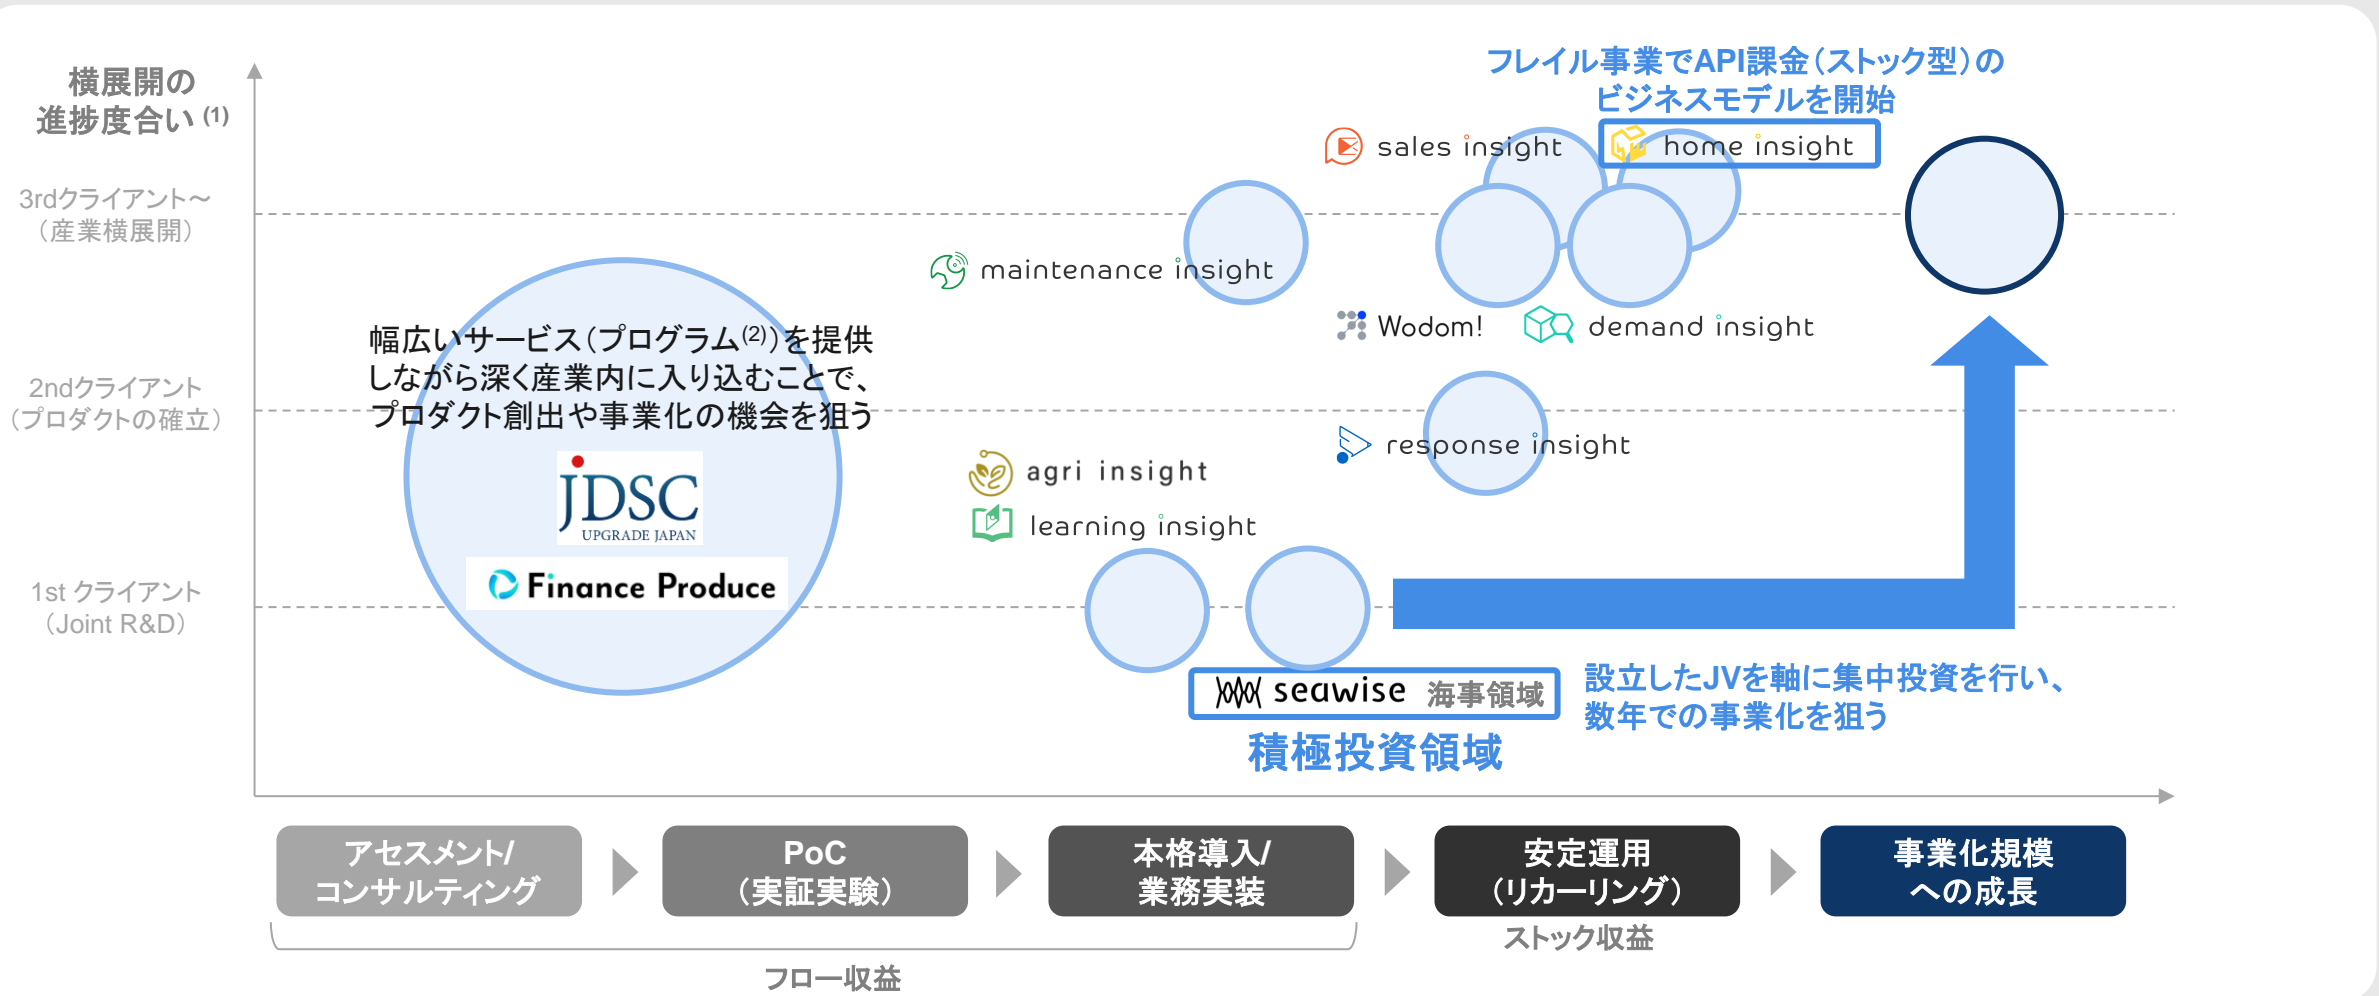 フレイル事業でAPI課金（ストック型）の
ビジネスモデルを開始
横展開の
進捗度合い (1)
sales insight
home insight
3rdクライアント～
（産業横展開）
maintenance insight
Wodom!
demand insight
幅広いサービス（プログラム(2)）を提供
しながら深く産業内に入り込むことで、
プロダクト創出や事業化の機会を狙う
2ndクライアント
（プロダクトの確立）
response insight
agri insight
learning insight
JDSC
UPGRADE JAPAN
Finance Produce
1st クライアント
（Joint R&D）
seawise 海事領域
積極投資領域
設立したJVを軸に集中投資を行い、
数年での事業化を狙う
アセスメント/
コンサルティング
PoC
（実証実験）
本格導入/
業務実装
安定運用
（リカーリング）
事業化規模
への成長
フロー収益
ストック収益